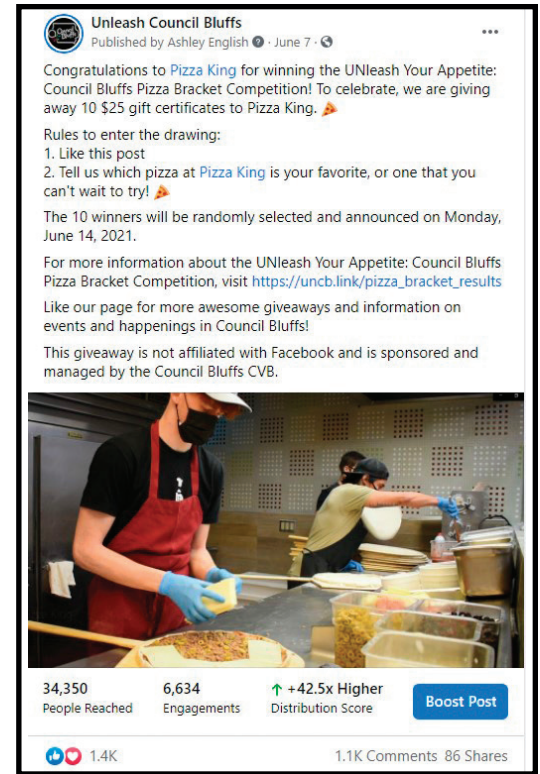 Unleash Council Bluffs
Published by Ashley English · June 7 ·
Congratulations to Pizza King for winning the UNleash Your Appetite:
Council Bluffs Pizza Bracket Competition! To celebrate, we are giving
away 10 $25 gift certificates to Pizza King. 🍕
Rules to enter the drawing:
1. Like this post
2. Tell us which pizza at Pizza King is your favorite, or one that you
can't wait to try! 🍕
The 10 winners will be randomly selected and announced on Monday,
June 14, 2021.
For more information about the UNleash Your Appetite: Council Bluffs
Pizza Bracket Competition, visit https://uncb.link/pizza_bracket_results
Like our page for more awesome giveaways and information on
events and happenings in Council Bluffs!
This giveaway is not affiliated with Facebook and is sponsored and
managed by the Council Bluffs CVB.
34,350 6,634 ↑ +42.5x Higher
People Reached Engagements Distribution Score Boost Post
1.4K 1.1K Comments 86 Shares